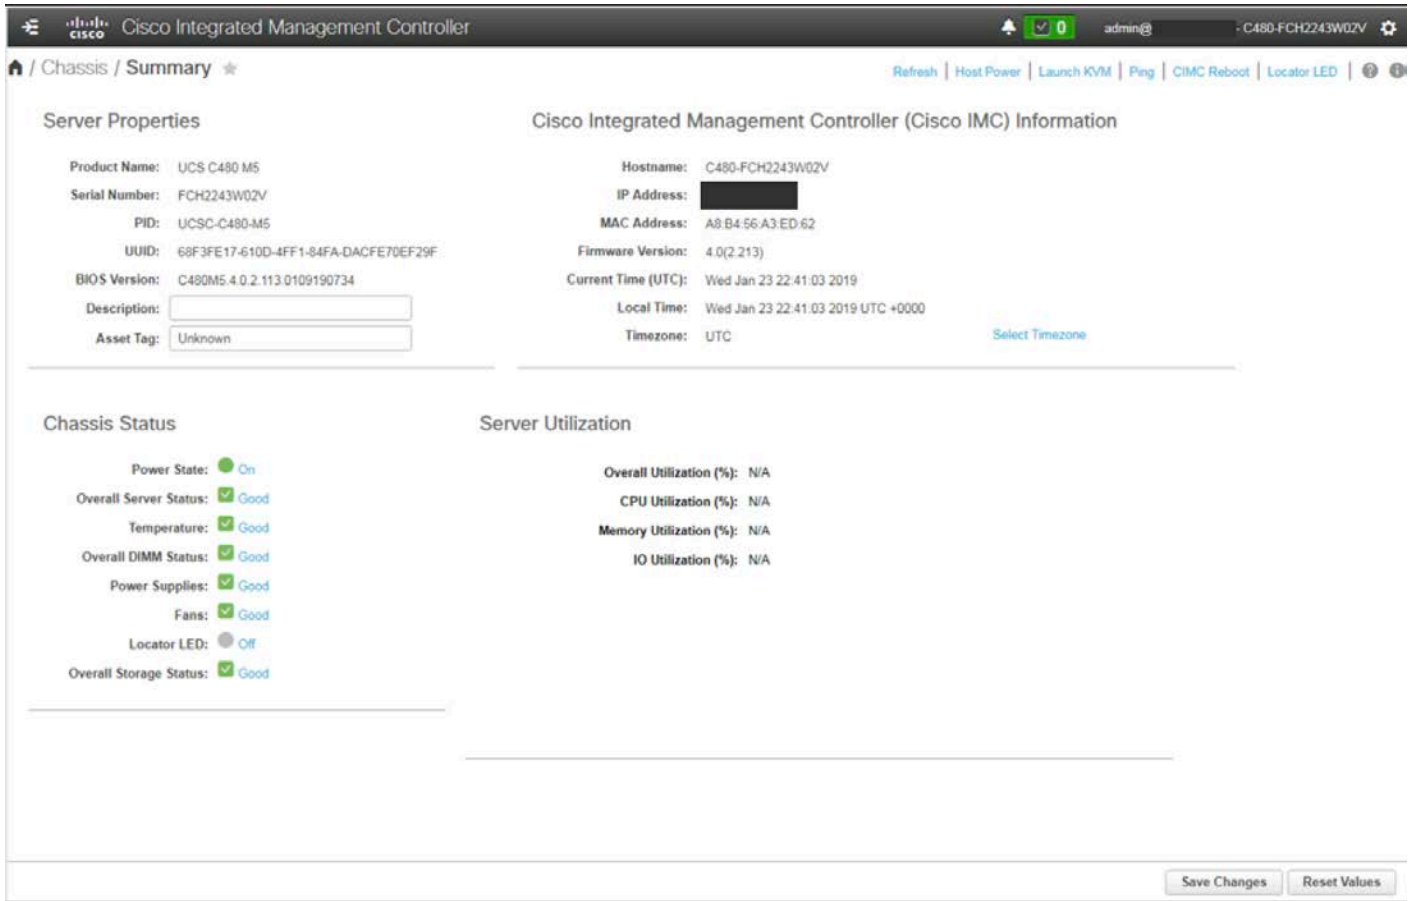 cisco Cisco Integrated Management Controller 0 admin@ - C480-FCH2243W02V
/ Chassis / Summary Refresh | Host Power | Launch KVM | Ping | CIMC Reboot | Locator LED |
Server Properties
Product Name: UCS C480 M5
Serial Number: FCH2243W02V
PID: UCSC-C480-M5
UUID: 68F3FE17-610D-4FF1-84FA-DACFE70EF29F
BIOS Version: C480M5.4.0.2.113.0109190734
Description:
Asset Tag: Unknown
Cisco Integrated Management Controller (Cisco IMC) Information
Hostname: C480-FCH2243W02V
IP Address:
MAC Address: A8:B4:56:A3:ED:62
Firmware Version: 4.0(2.213)
Current Time (UTC): Wed Jan 23 22:41:03 2019
Local Time: Wed Jan 23 22:41:03 2019 UTC +0000
Timezone: UTC Select Timezone
Chassis Status
Power State: On
Overall Server Status: Good
Temperature: Good
Overall DIMM Status: Good
Power Supplies: Good
Fans: Good
Locator LED: Off
Overall Storage Status: Good
Server Utilization
Overall Utilization (%): N/A
CPU Utilization (%): N/A
Memory Utilization (%): N/A
IO Utilization (%): N/A
Save Changes Reset Values